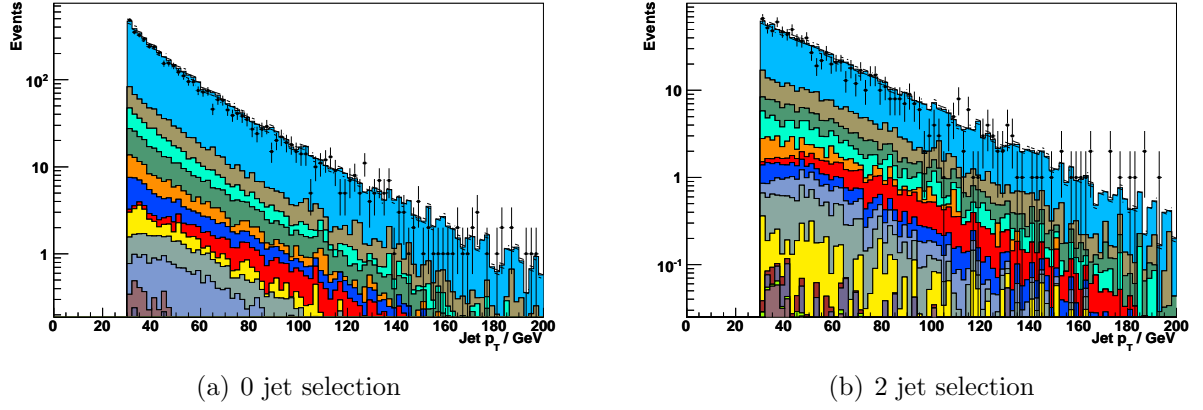 Events
10²
10
1
0 20 40 60 80 100 120 140 160 180 200
Jet p_T / GeV
(a) 0 jet selection
Events
10
1
10⁻¹
0 20 40 60 80 100 120 140 160 180 200
Jet p_T / GeV
(b) 2 jet selection